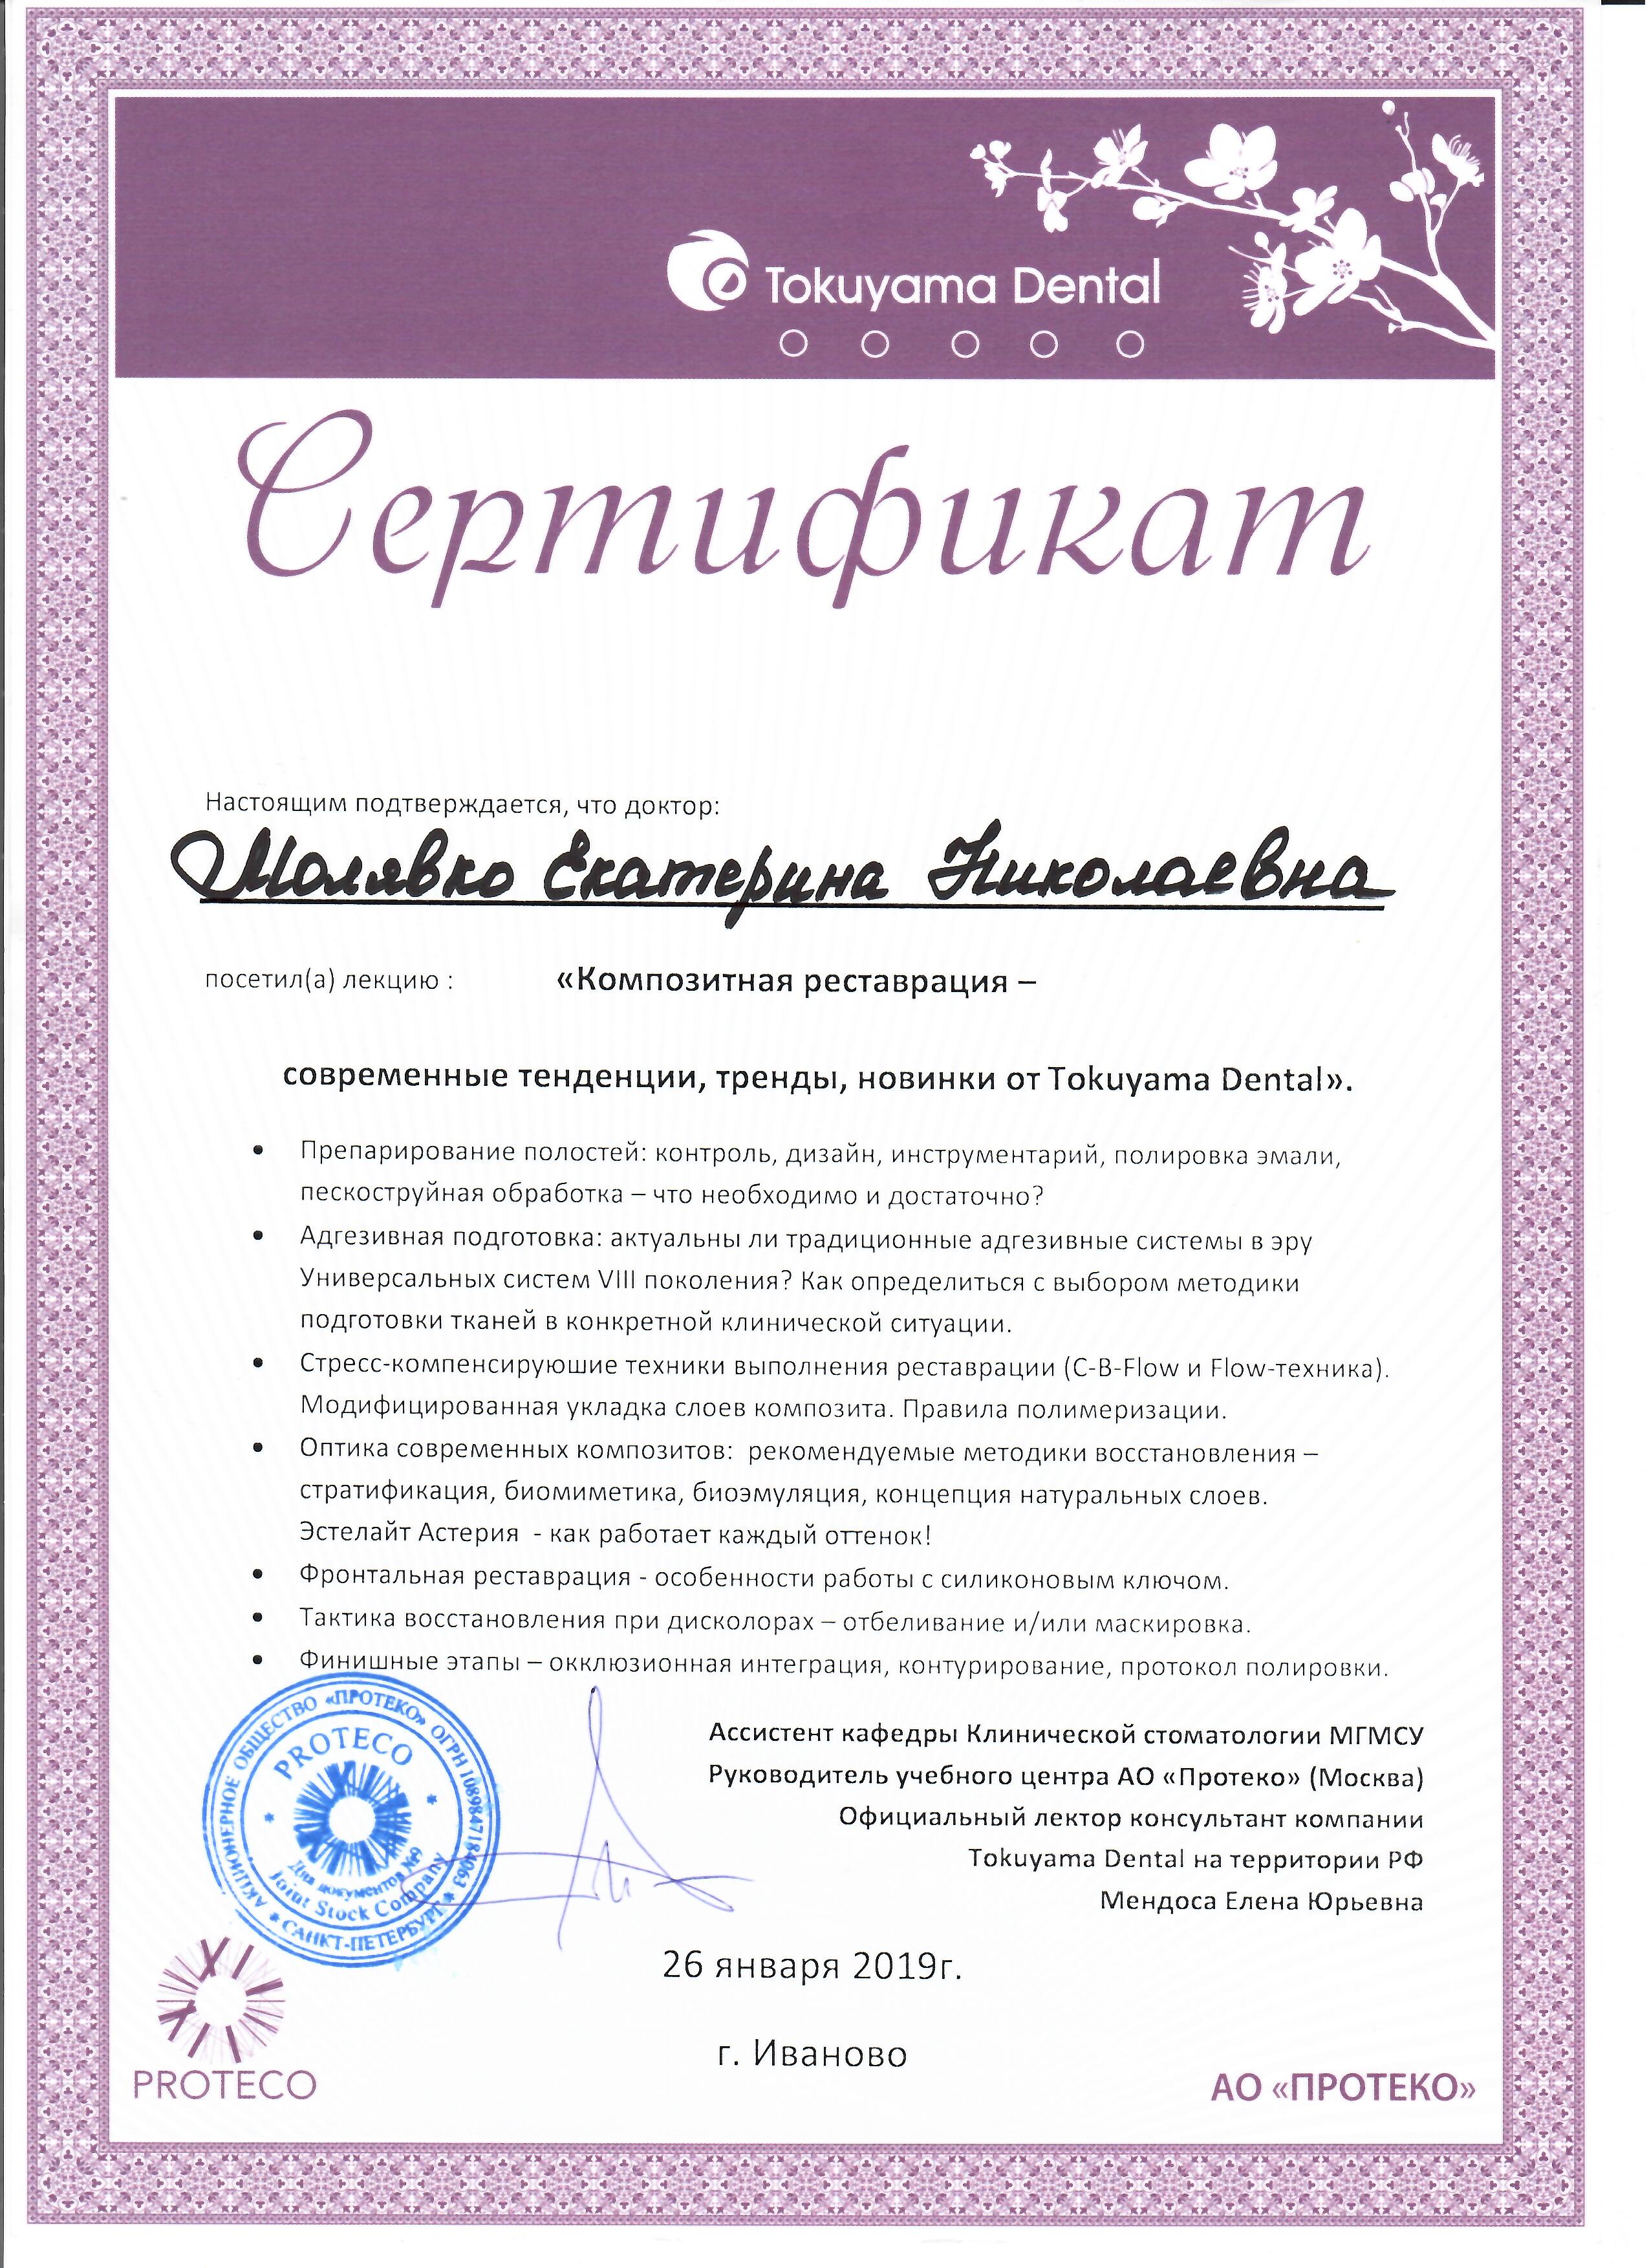 Tokuyama Dental
Сертификат
Настоящим подтверждается, что доктор:
Молявко Екатерина Николаевна
посетил(а) лекцию : «Композитная реставрация –
современные тенденции, тренды, новинки от Tokuyama Dental».
• Препарирование полостей: контроль, дизайн, инструментарий, полировка эмали,
пескоструйная обработка – что необходимо и достаточно?
• Адгезивная подготовка: актуальны ли традиционные адгезивные системы в эру
Универсальных систем VIII поколения? Как определиться с выбором методики
подготовки тканей в конкретной клинической ситуации.
• Стресс-компенсируюшие техники выполнения реставрации (C-B-Flow и Flow-техника).
Модифицированная укладка слоев композита. Правила полимеризации.
• Оптика современных композитов: рекомендуемые методики восстановления –
стратификация, биомиметика, биоэмуляция, концепция натуральных слоев.
Эстелайт Астерия - как работает каждый оттенок!
• Фронтальная реставрация - особенности работы с силиконовым ключом.
• Тактика восстановления при дисколорах – отбеливание и/или маскировка.
• Финишные этапы – окклюзионная интеграция, контурирование, протокол полировки.
АКЦИОНЕРНОЕ ОБЩЕСТВО «ПРОТЕКО» ОГРН 1089847184063
* САНКТ-ПЕТЕРБУРГ *
PROTECO
Для документов №9
Joint Stock Company
Ассистент кафедры Клинической стоматологии МГМСУ
Руководитель учебного центра АО «Протеко» (Москва)
Официальный лектор консультант компании
Tokuyama Dental на территории РФ
Мендоса Елена Юрьевна
26 января 2019г.
г. Иваново
PROTECO
АО «ПРОТЕКО»